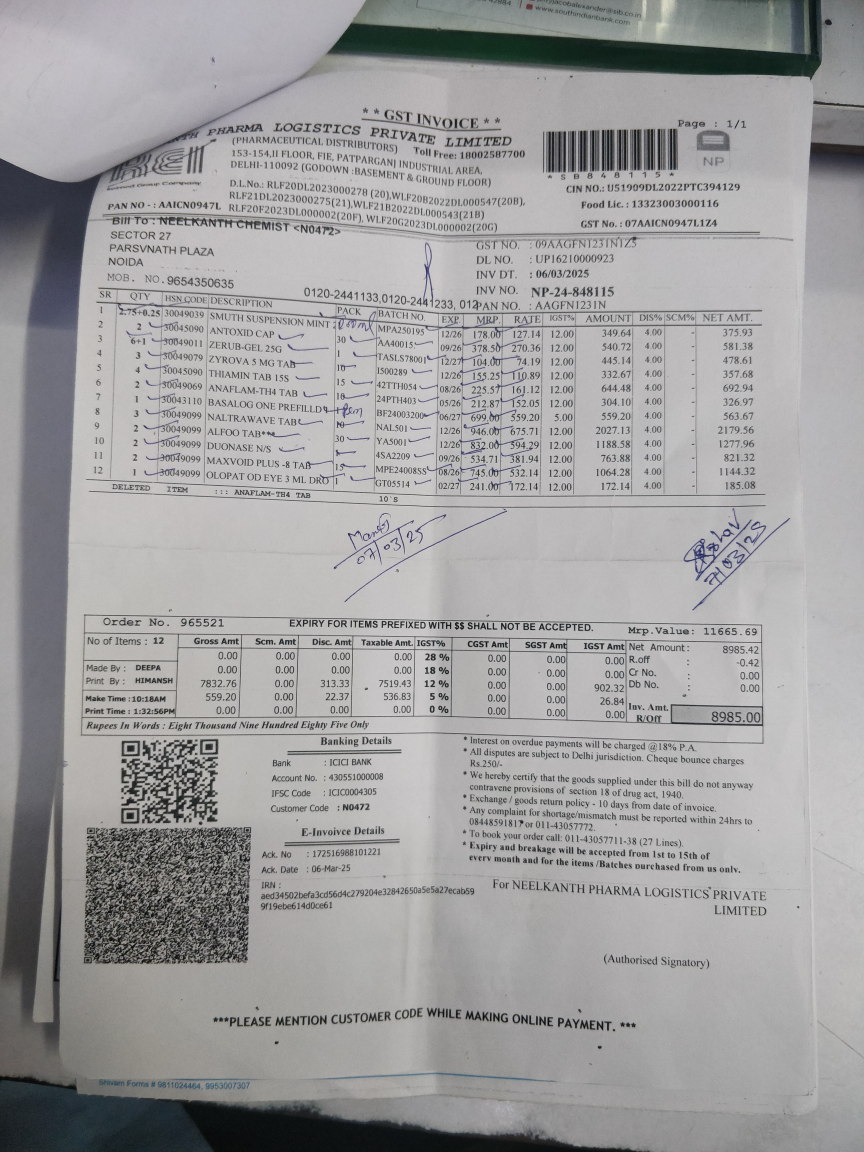 jacobalexander@sib.co.in
www.southindianbank.com
* * GST INVOICE * *
Page : 1/1
PHARMA LOGISTICS PRIVATE LIMITED
(PHARMACEUTICAL DISTRIBUTORS) Toll Free: 18002587700
153-154,II FLOOR, FIE, PATPARGANJ INDUSTRIAL AREA,
DELHI-110092 (GODOWN :BASEMENT & GROUND FLOOR)
*SB848115*
NP
CIN NO.: U51909DL2022PTC394129
D.L.No.: RLF20DL2023000278 (20),WLF20B2022DL000547(20B),
Food Lic. : 13323003000116
PAN NO - : AAICN0947L RLF21DL2023000275(21),WLF21B2022DL000543(21B)
RLF20F2023DL000002(20F), WLF20G2023DL000002(20G)
GST No. : 07AAICN0947L1Z4
Bill To : NEELKANTH CHEMIST <N0472>
SECTOR 27
PARSVNATH PLAZA
NOIDA
MOB. NO.9654350635
0120-2441133,0120-2441233, 012
GST NO. : 09AAGFN1231N1Z5
DL NO. : UP16210000923
INV DT. : 06/03/2025
INV NO. NP-24-848115
PAN NO. : AAGFN1231N
SR QTY HSN CODE DESCRIPTION PACK BATCH NO. EXP MRP RATE IGST% AMOUNT DIS% SCM% NET AMT.
1 2.75+0.25 30049039 SMUTH SUSPENSION MINT MPA250195 12/26 178.00 127.14 12.00 349.64 4.00 - 375.93
2 2 30045090 ANTOXID CAP 30 AA40015 09/26 378.50 270.36 12.00 540.72 4.00 - 581.38
3 6+1 30049011 ZERUB-GEL 25G 1 TASLS78001 12/27 104.00 74.19 12.00 445.14 4.00 - 478.61
4 3 30049079 ZYROVA 5 MG TAB 10 I500289 12/26 155.25 110.89 12.00 332.67 4.00 - 357.68
5 4 30045090 THIAMIN TAB 15S 15 42TTH054 08/26 225.57 161.12 12.00 644.48 4.00 - 692.94
6 2 30049069 ANAFLAM-TH4 TAB 10 24PTH403 05/26 212.87 152.05 12.00 304.10 4.00 - 326.97
7 1 30043110 BASALOG ONE PREFILLD BF24003200 06/27 699.00 559.20 5.00 559.20 4.00 - 563.67
8 3 30049099 NALTRAWAVE TAB 10 NAL501 12/26 946.00 675.71 12.00 2027.13 4.00 - 2179.56
9 2 30049099 ALFOO TAB*** 30 YA5001 12/26 832.00 594.29 12.00 1188.58 4.00 - 1277.96
10 2 30049099 DUONASE N/S 4SA2209 09/26 534.71 381.94 12.00 763.88 4.00 - 821.32
11 2 30049099 MAXVOID PLUS -8 TAB 15 MPE2400855 08/26 745.00 532.14 12.00 1064.28 4.00 - 1144.32
12 1 30049099 OLOPAT OD EYE 3 ML DRO 1 GT05514 02/27 241.00 172.14 12.00 172.14 4.00 - 185.08
DELETED ITEM ::: ANAFLAM-TB4 TAB 10'S
07/03/25
7/03/25
Order No. 965521 EXPIRY FOR ITEMS PREFIXED WITH $$ SHALL NOT BE ACCEPTED. Mrp.Value: 11665.69
No of Items : 12
Made By : DEEPA
Print By : HIMANSH
Make Time :10:18AM
Print Time : 1:32:56PM
Gross Amt Scm. Amt Disc. Amt Taxable Amt. IGST% CGST Amt SGST Amt IGST Amt
0.00 0.00 0.00 0.00 28 % 0.00 0.00 0.00
0.00 0.00 0.00 0.00 18 % 0.00 0.00 0.00
7832.76 0.00 313.33 7519.43 12 % 0.00 0.00 902.32
559.20 0.00 22.37 536.83 5 % 0.00 0.00 26.84
0.00 0.00 0.00 0.00 0 % 0.00 0.00 0.00
Net Amount : 8985.42
R.off : -0.42
Cr No. : 0.00
Db No. : 0.00
Inv. Amt. R/Off 8985.00
Rupees In Words : Eight Thousand Nine Hundred Eighty Five Only
Banking Details
Bank : ICICI BANK
Account No. : 430551000008
IFSC Code : ICIC0004305
Customer Code : N0472
E-Invoicee Details
Ack. No : 172516988101221
Ack. Date : 06-Mar-25
IRN :
aed34502befa3cd56d4c279204e32842650a5e5a27ecab59
9f19ebe614d0ce61
* Interest on overdue payments will be charged @18% P.A.
* All disputes are subject to Delhi jurisdiction. Cheque bounce charges
Rs.250/-
* We hereby certify that the goods supplied under this bill do not anyway
contravene provisions of section 18 of drug act, 1940.
* Exchange / goods return policy - 10 days from date of invoice.
* Any complaint for shortage/mismatch must be reported within 24hrs to
08448591817 or 011-43057772.
* To book your order call: 011-43057711-38 (27 Lines).
* Expiry and breakage will be accepted from 1st to 15th of
every month and for the items /Batches purchased from us only.
For NEELKANTH PHARMA LOGISTICS PRIVATE
LIMITED
(Authorised Signatory)
***PLEASE MENTION CUSTOMER CODE WHILE MAKING ONLINE PAYMENT. ***
Shivam Forms # 9811024464, 9953007307